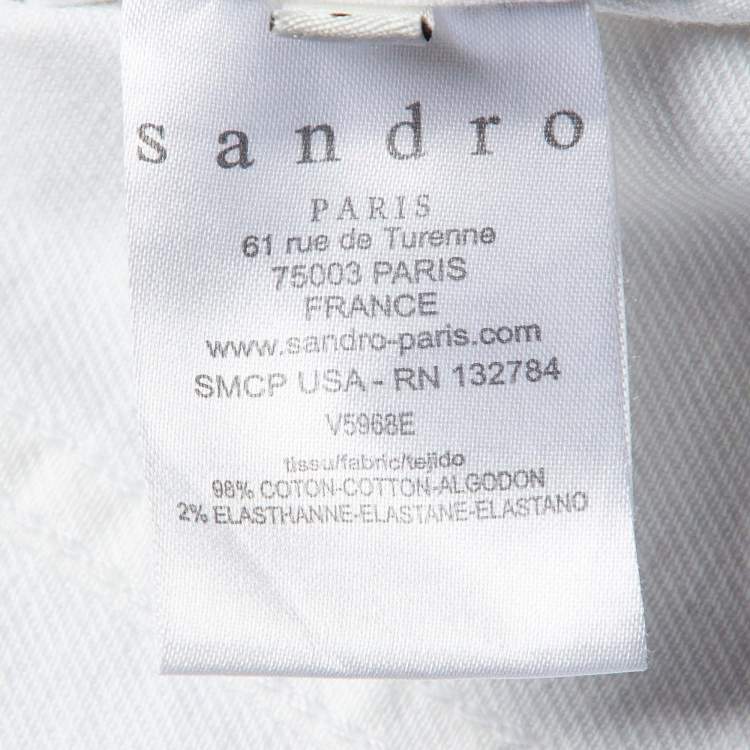 sandro
PARIS
61 rue de Turenne
75003 PARIS
FRANCE
www.sandro-paris.com
SMCP USA - RN 132784
V5968E
tissu/fabric/tejido
98% COTON-COTTON-ALGODON
2% ELASTHANNE-ELASTANE-ELASTANO